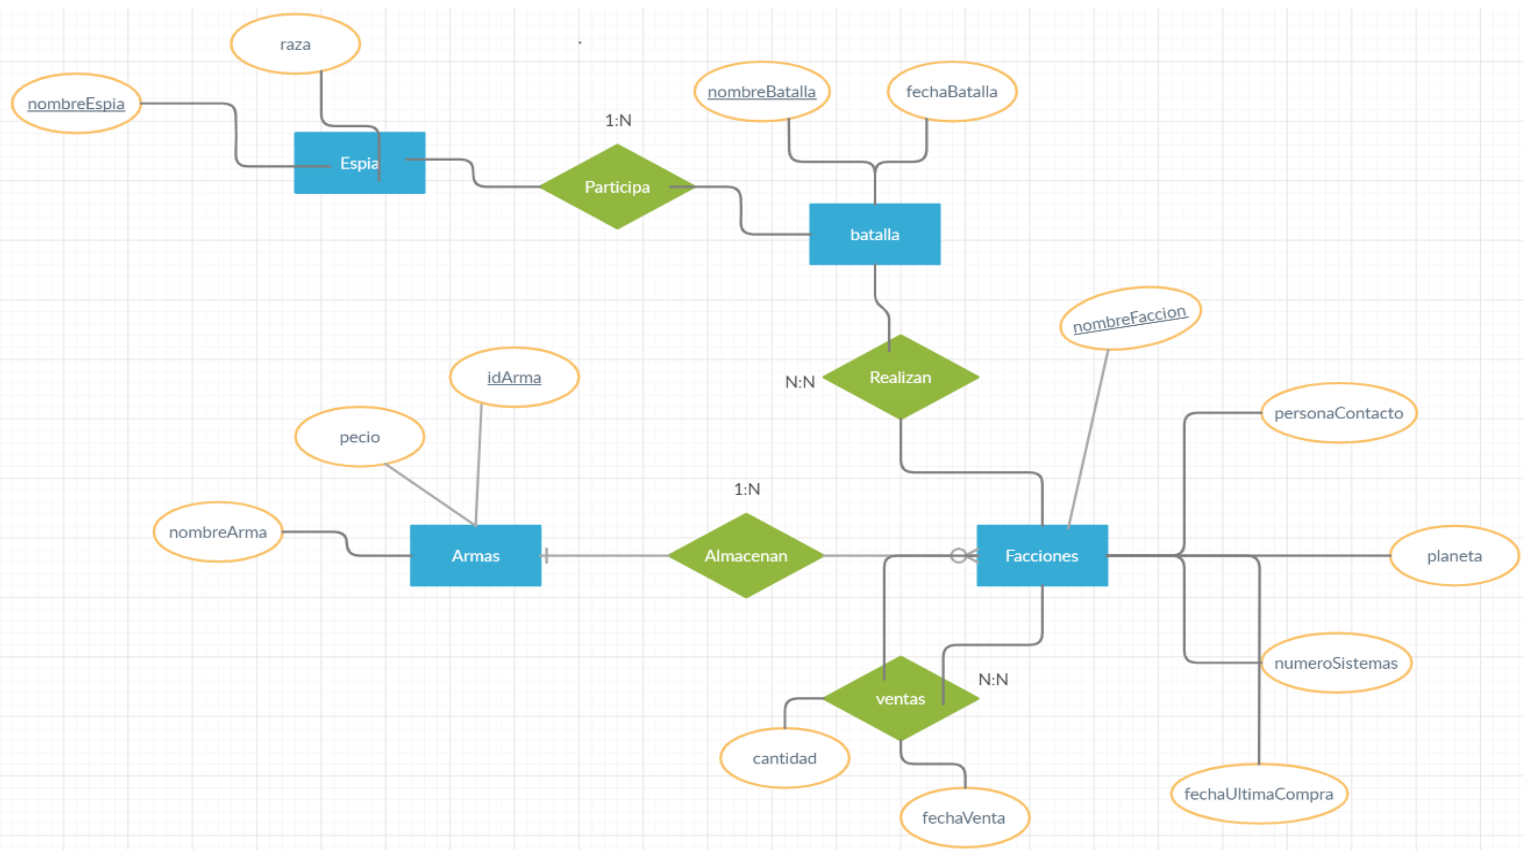 raza
nombreEspia
nombreBatalla
fechaBatalla
1:N
Espia
Participa
batalla
nombreFaccion
idArma
N:N
Realizan
personaContacto
pecio
1:N
nombreArma
Armas
Almacenan
Facciones
planeta
numeroSistemas
N:N
ventas
cantidad
fechaUltimaCompra
fechaVenta